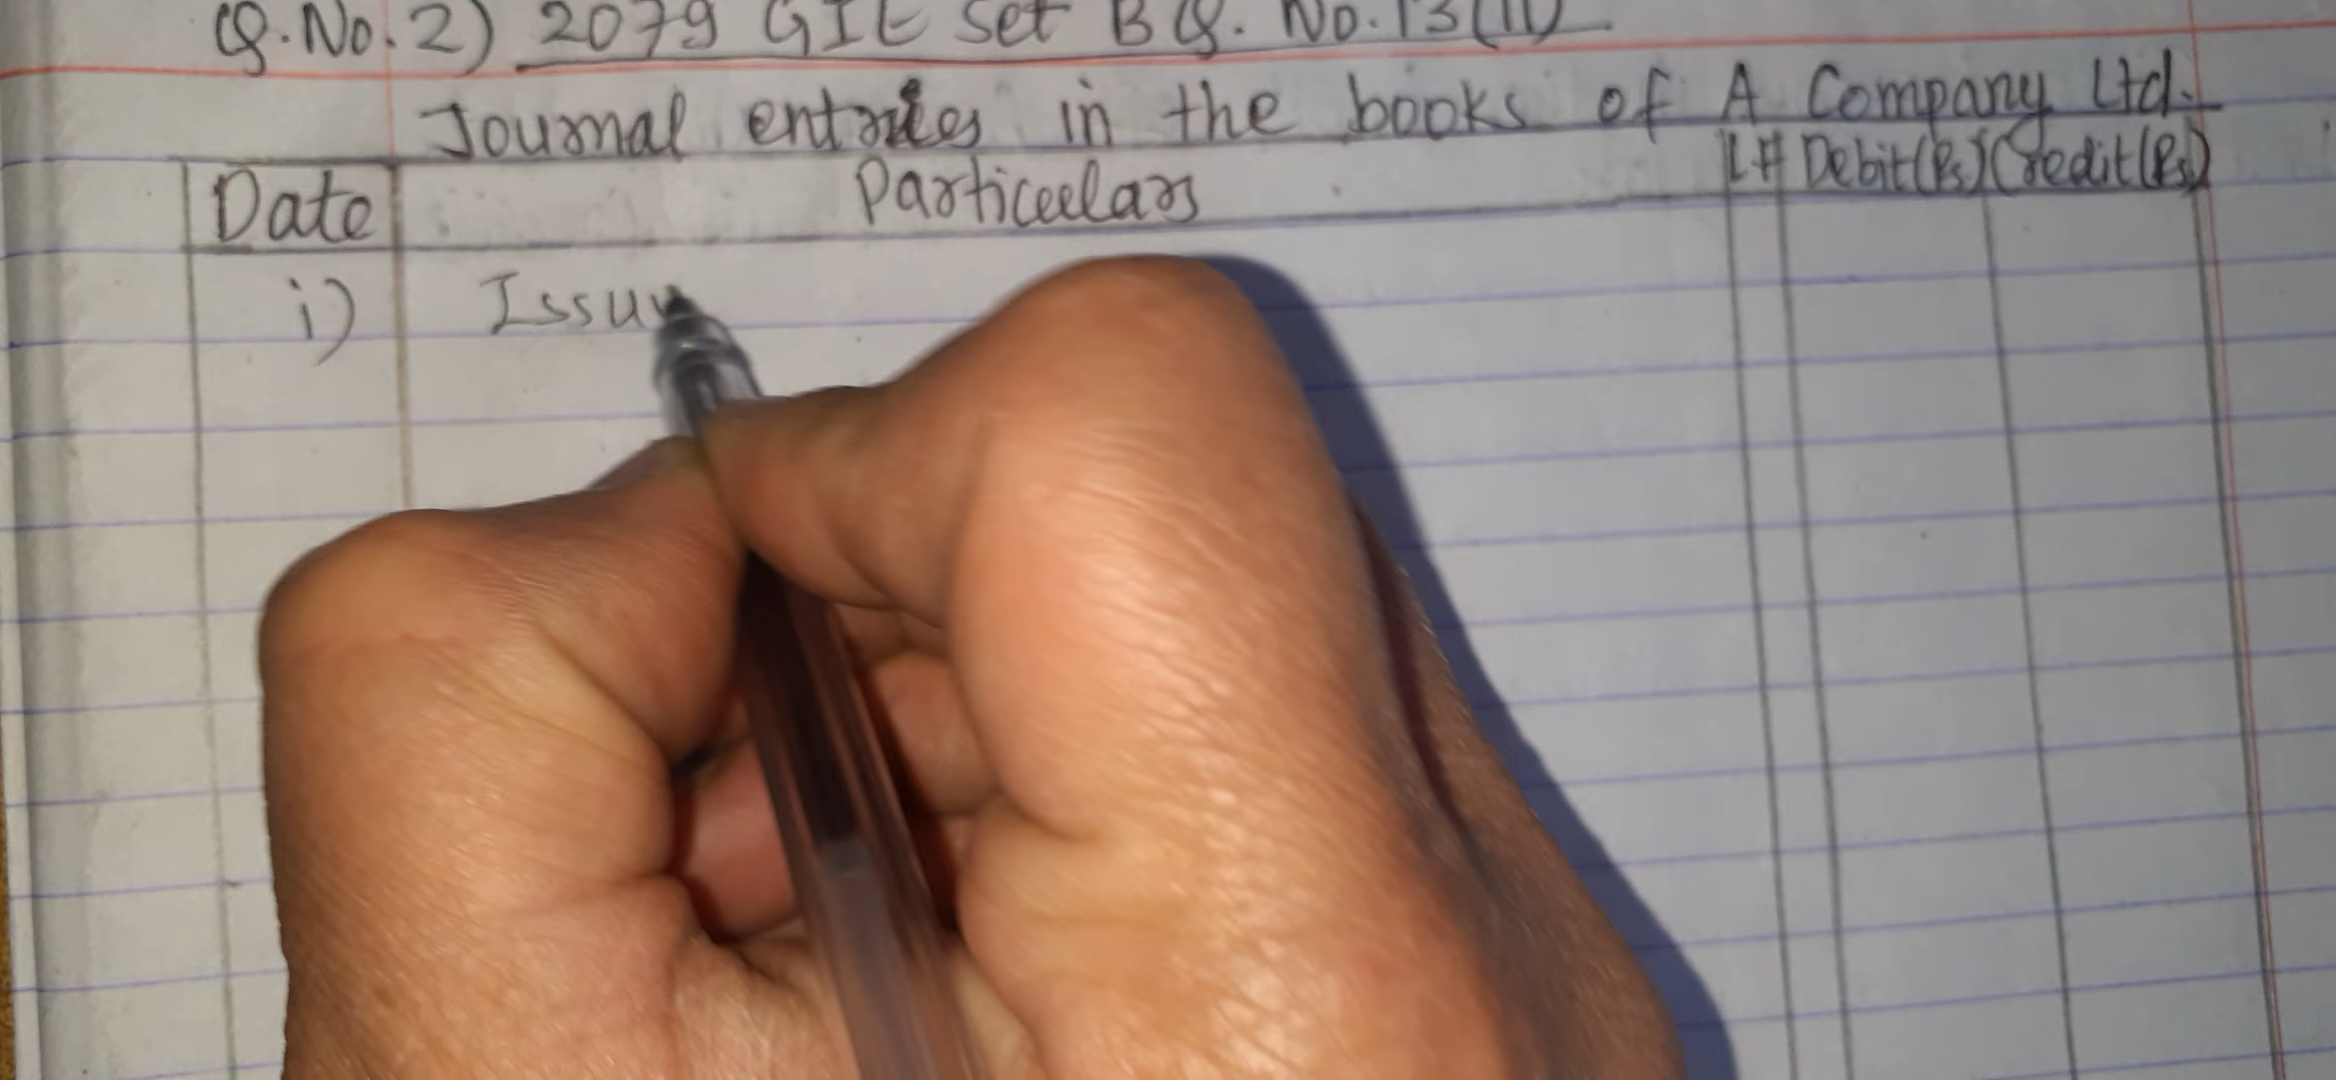 Q.No.2) 2079 GIE Set B Q. No.13(II)
Journal entries in the books of A Company Ltd.
Date Particulars L.F Debit(Rs) Credit(Rs)
i) Issu